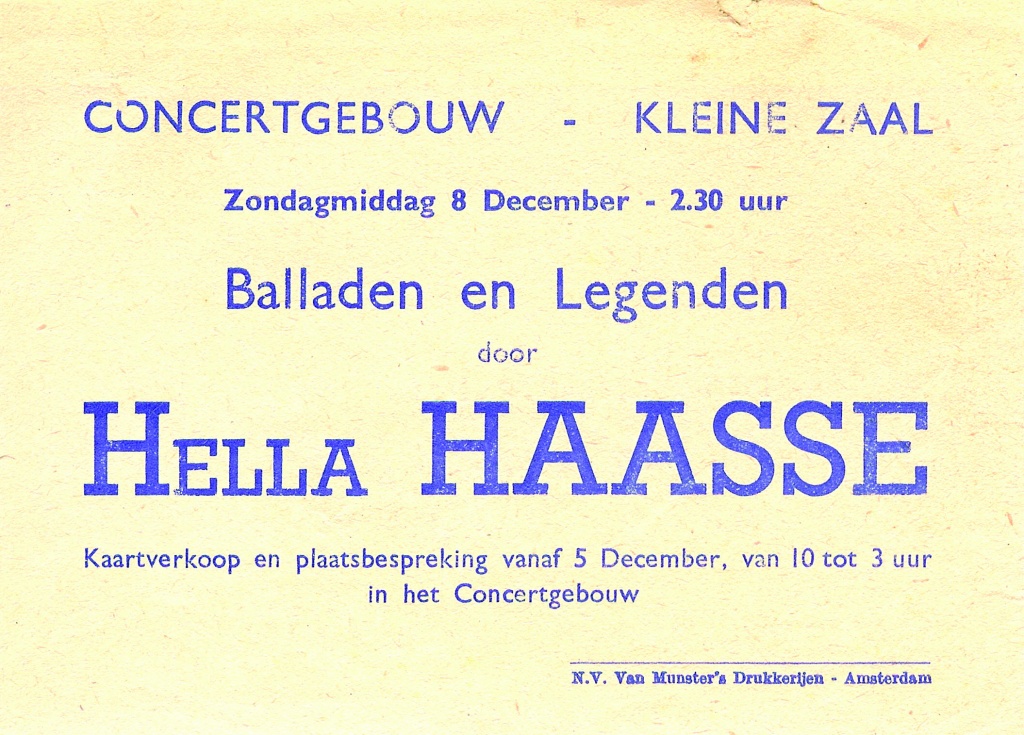 CONCERTGEBOUW - KLEINE ZAAL
Zondagmiddag 8 December - 2.30 uur
Balladen en Legenden
door
HELLA HAASSE
Kaartverkoop en plaatsbespreking vanaf 5 December, van 10 tot 3 uur
in het Concertgebouw
N.V. Van Munster's Drukkerijen - Amsterdam